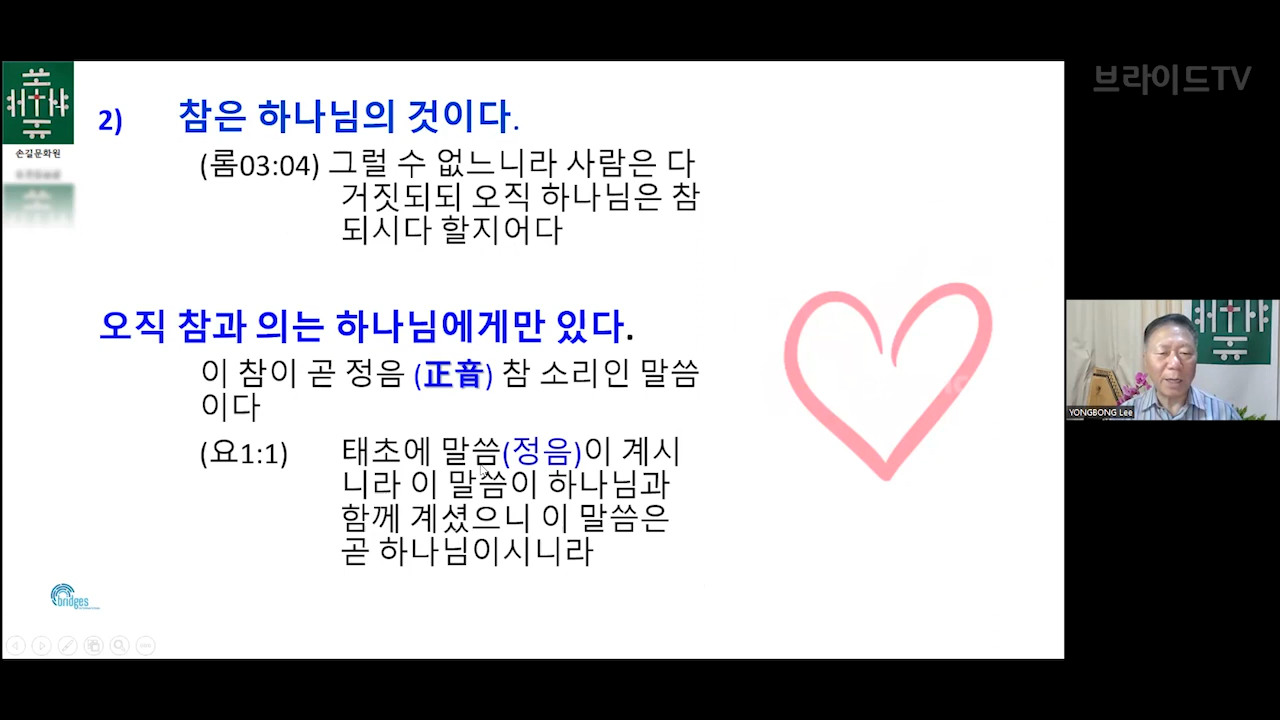 브라이드TV
손길문화원
2) 참은 하나님의 것이다.
(롬03:04) 그럴 수 없느니라 사람은 다
거짓되되 오직 하나님은 참
되시다 할지어다
오직 참과 의는 하나님에게만 있다.
이 참이 곧 정음 (正音) 참 소리인 말씀
이다
(요1:1) 태초에 말씀(정음)이 계시
니라 이 말씀이 하나님과
함께 계셨으니 이 말씀은
곧 하나님이시니라
YONGBONG Lee
bridges